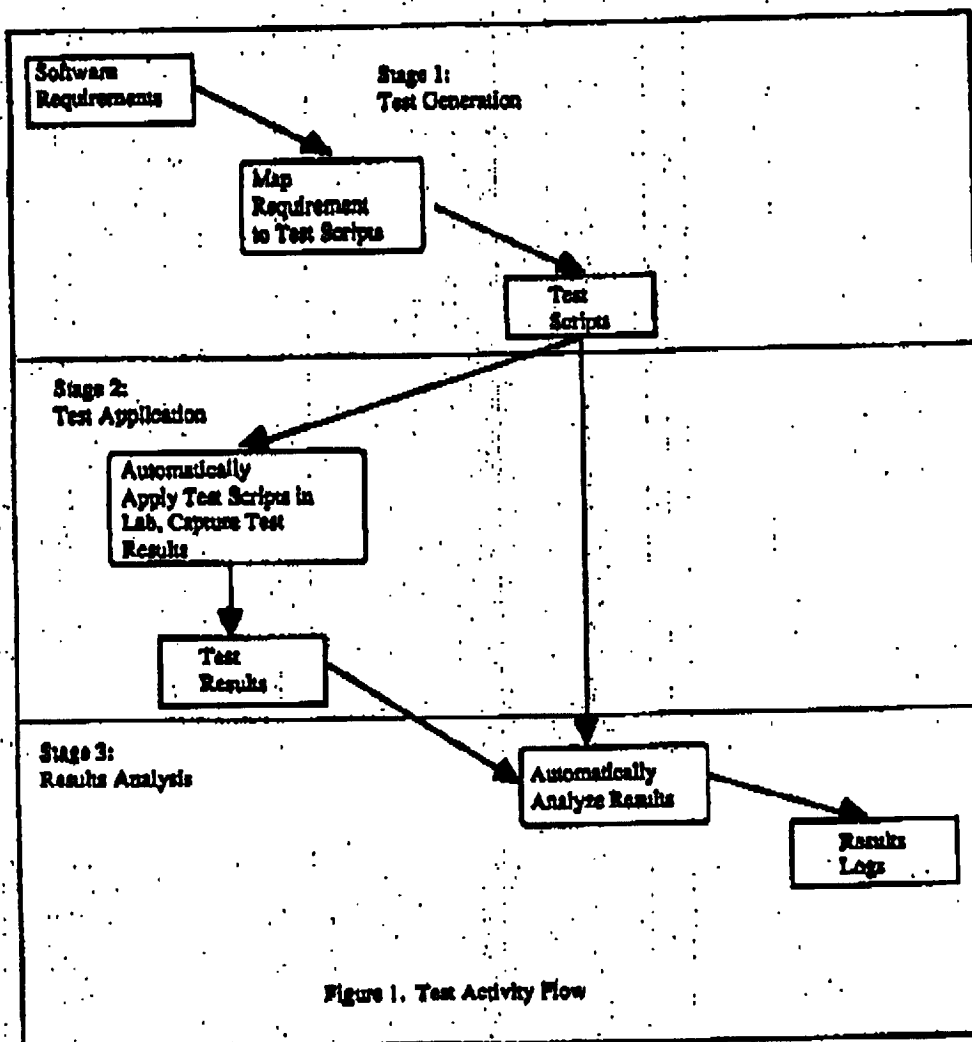 Software
Requirements
Stage 1:
Test Generation
Map
Requirement
to Test Scripts
Test
Scripts
Stage 2:
Test Application
Automatically
Apply Test Scripts in
Lab, Capture Test
Results
Test
Results
Stage 3:
Results Analysis
Automatically
Analyze Results
Results
Logs
Figure 1. Test Activity Flow